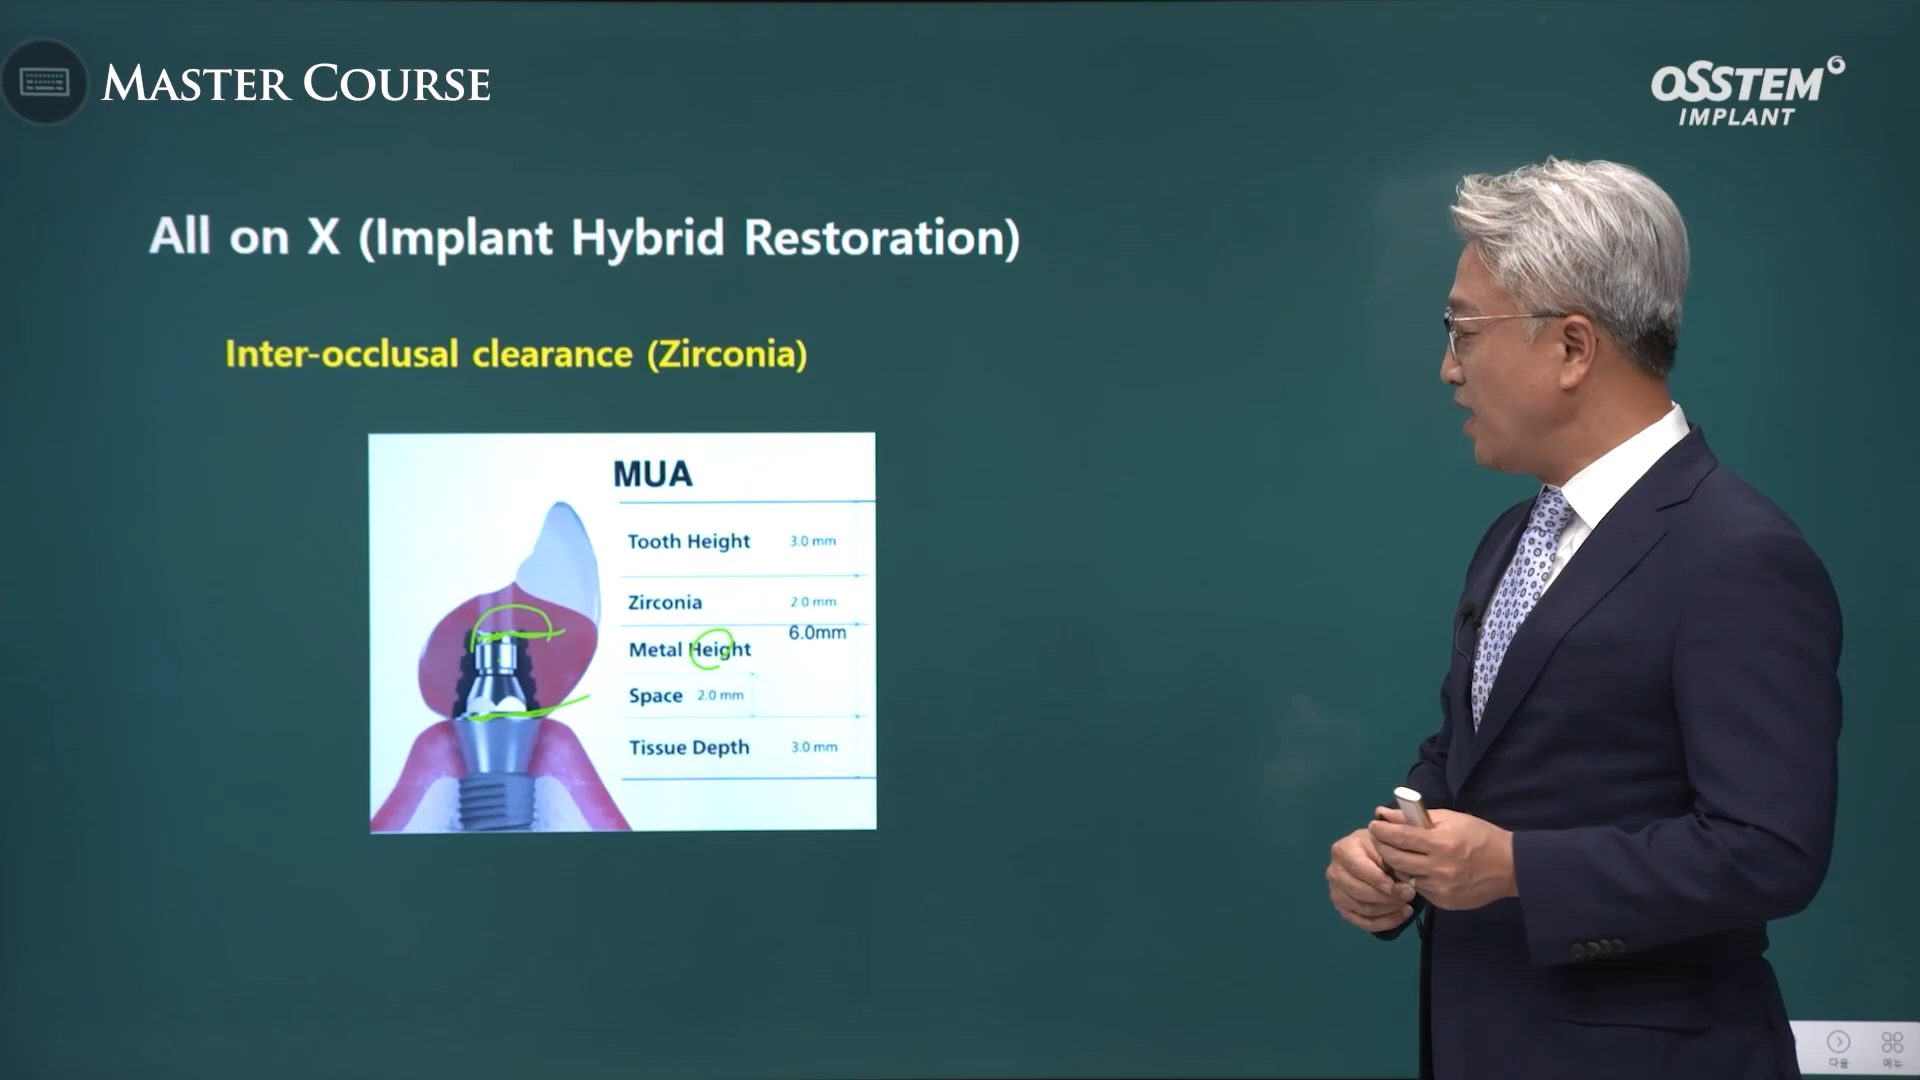 MASTER COURSE
OSSTEM
IMPLANT
All on X (Implant Hybrid Restoration)
Inter-occlusal clearance (Zirconia)
MUA
Tooth Height 3.0 mm
Zirconia 2.0 mm
6.0mm
Metal Height
Space 2.0 mm
Tissue Depth 3.0 mm
다음 메뉴